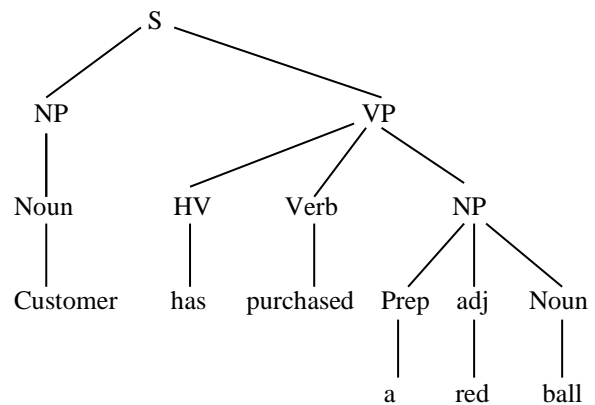 S
NP VP
Noun HV Verb NP
Customer has purchased Prep adj Noun
a red ball